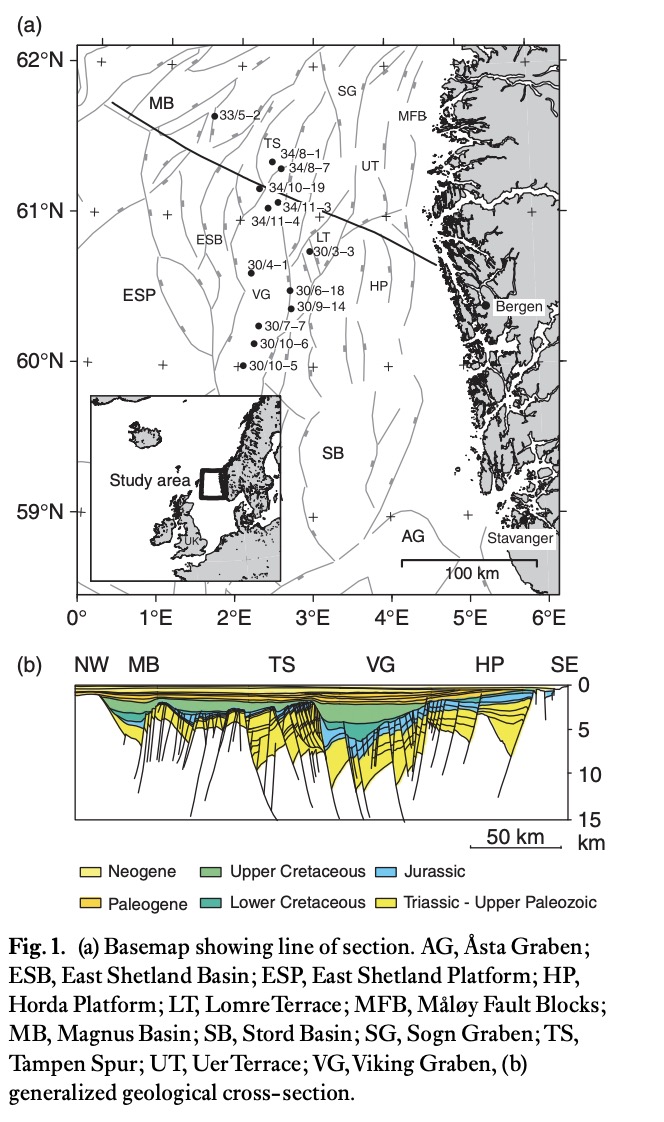 (a)
62°N
61°N
60°N
59°N
MB
SG
MFB
33/5–2
TS
34/8–1
34/8–7
UT
34/10–19
34/11–3
34/11–4
ESB
LT
30/3–3
30/4–1
ESP
VG
HP
30/6–18
30/9–14
Bergen
30/7–7
30/10–6
30/10–5
SB
Study area
UK
AG
Stavanger
100 km
0° 1°E 2°E 3°E 4°E 5°E 6°E
(b) NW MB TS VG HP SE
0
5
10
15
km
50 km
Neogene Upper Cretaceous Jurassic
Paleogene Lower Cretaceous Triassic - Upper Paleozoic
Fig. 1. (a) Basemap showing line of section. AG, Åsta Graben;
ESB, East Shetland Basin; ESP, East Shetland Platform; HP,
Horda Platform; LT, Lomre Terrace; MFB, Måløy Fault Blocks;
MB, Magnus Basin; SB, Stord Basin; SG, Sogn Graben; TS,
Tampen Spur; UT, Uer Terrace; VG, Viking Graben, (b)
generalized geological cross-section.